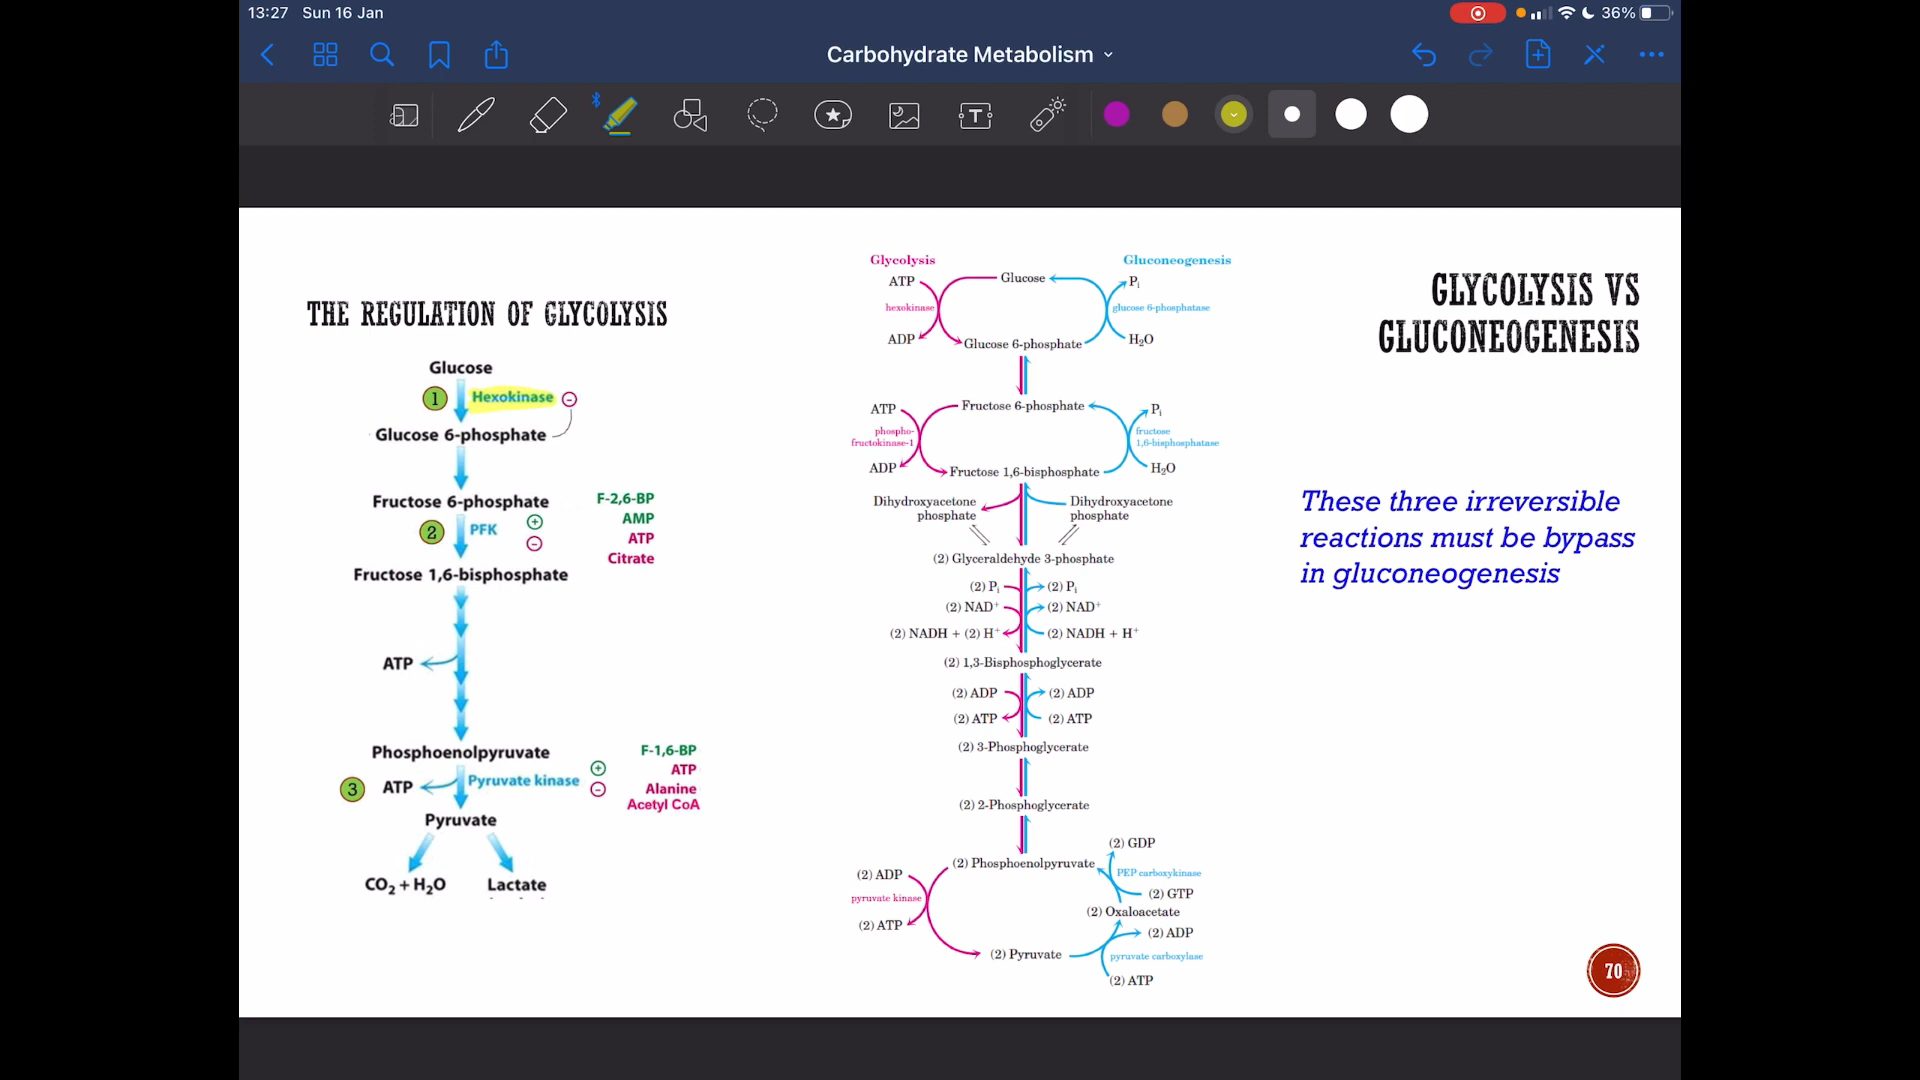 13:27 Sun 16 Jan
36%
Carbohydrate Metabolism
THE REGULATION OF GLYCOLYSIS
Glucose
1 Hexokinase -
Glucose 6-phosphate
Fructose 6-phosphate
2 PFK + -
F-2,6-BP
AMP
ATP
Citrate
Fructose 1,6-bisphosphate
ATP
Phosphoenolpyruvate
3 ATP Pyruvate kinase + -
F-1,6-BP
ATP
Alanine
Acetyl CoA
Pyruvate
CO₂ + H₂O Lactate
Glycolysis Gluconeogenesis
ATP Glucose Pᵢ
hexokinase glucose 6-phosphatase
ADP Glucose 6-phosphate H₂O
ATP Fructose 6-phosphate Pᵢ
phospho-
fructokinase-1
fructose
1,6-bisphosphatase
ADP Fructose 1,6-bisphosphate H₂O
Dihydroxyacetone
phosphate
Dihydroxyacetone
phosphate
(2) Glyceraldehyde 3-phosphate
(2) Pᵢ (2) Pᵢ
(2) NAD⁺ (2) NAD⁺
(2) NADH + (2) H⁺ (2) NADH + H⁺
(2) 1,3-Bisphosphoglycerate
(2) ADP (2) ADP
(2) ATP (2) ATP
(2) 3-Phosphoglycerate
(2) 2-Phosphoglycerate
(2) GDP
(2) Phosphoenolpyruvate
(2) ADP PEP carboxykinase
pyruvate kinase (2) GTP
(2) Oxaloacetate
(2) ATP (2) ADP
(2) Pyruvate pyruvate carboxylase
(2) ATP
GLYCOLYSIS VS
GLUCONEOGENESIS
These three irreversible
reactions must be bypass
in gluconeogenesis
70